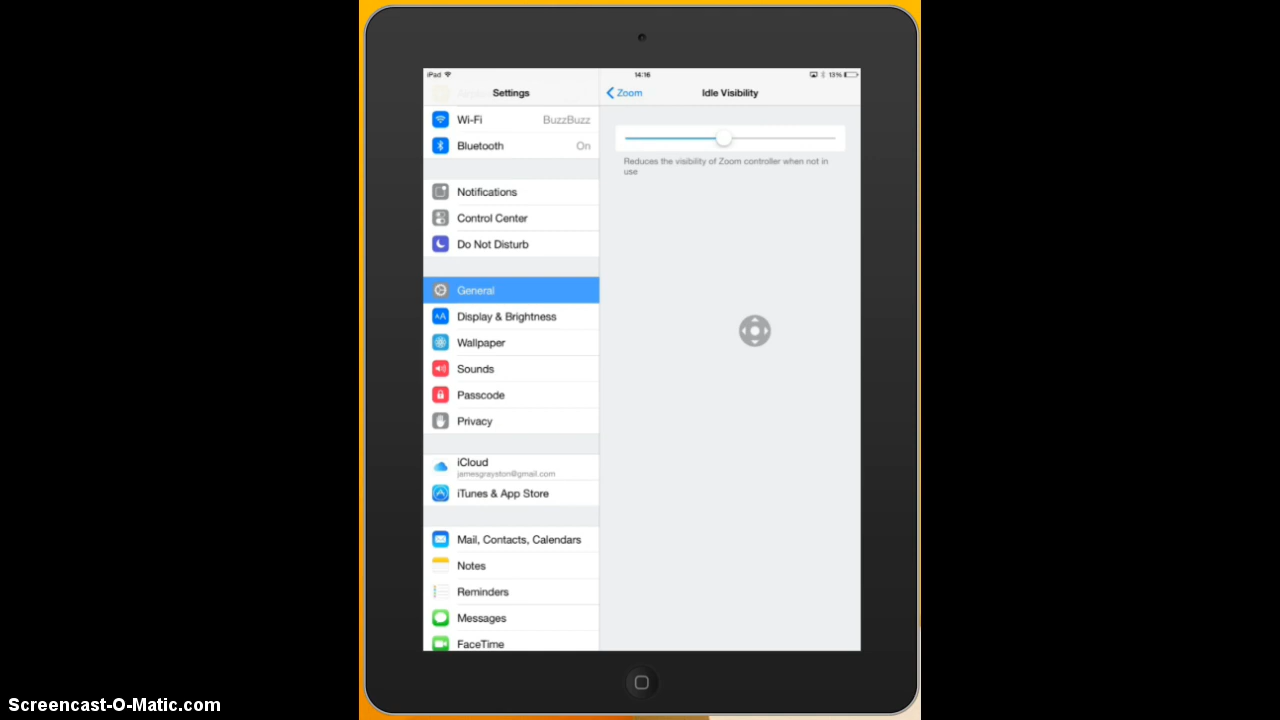 iPad 14:16 13%
Settings
Zoom Idle Visibility
Wi-Fi BuzzBuzz
Bluetooth On
Reduces the visibility of Zoom controller when not in
use
Notifications
Control Center
Do Not Disturb
General
AA Display & Brightness
Wallpaper
Sounds
Passcode
Privacy
iCloud
jamesgrayston@gmail.com
iTunes & App Store
Mail, Contacts, Calendars
Notes
Reminders
Messages
FaceTime
Screencast-O-Matic.com